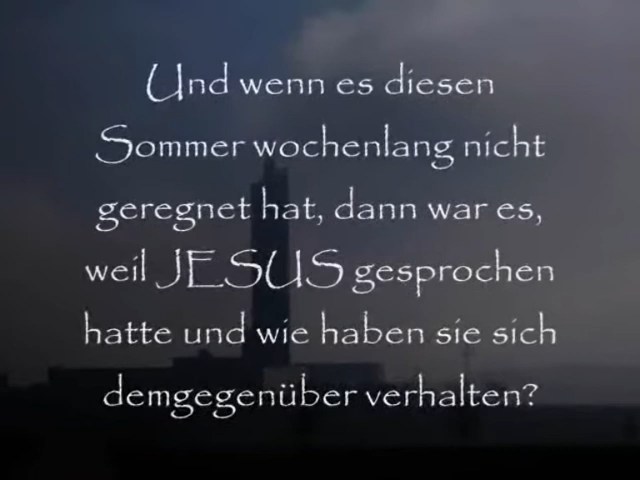 Und wenn es diesen
Sommer wochenlang nicht
geregnet hat, dann war es,
weil JESUS gesprochen
hatte und wie haben sie sich
demgegenüber verhalten?